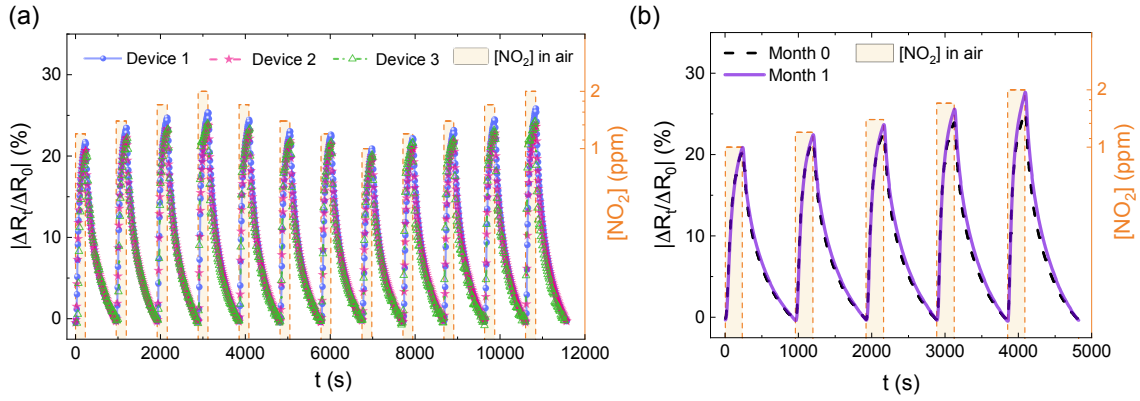 (a)
Device 1 Device 2 Device 3 [NO₂] in air
30
20
10
0
|ΔRₜ/ΔR₀| (%)
2
1
[NO₂] (ppm)
0 2000 4000 6000 8000 10000 12000
t (s)
(b)
Month 0 [NO₂] in air
Month 1
30
20
10
0
|ΔRₜ/ΔR₀| (%)
2
1
[NO₂] (ppm)
0 1000 2000 3000 4000 5000
t (s)